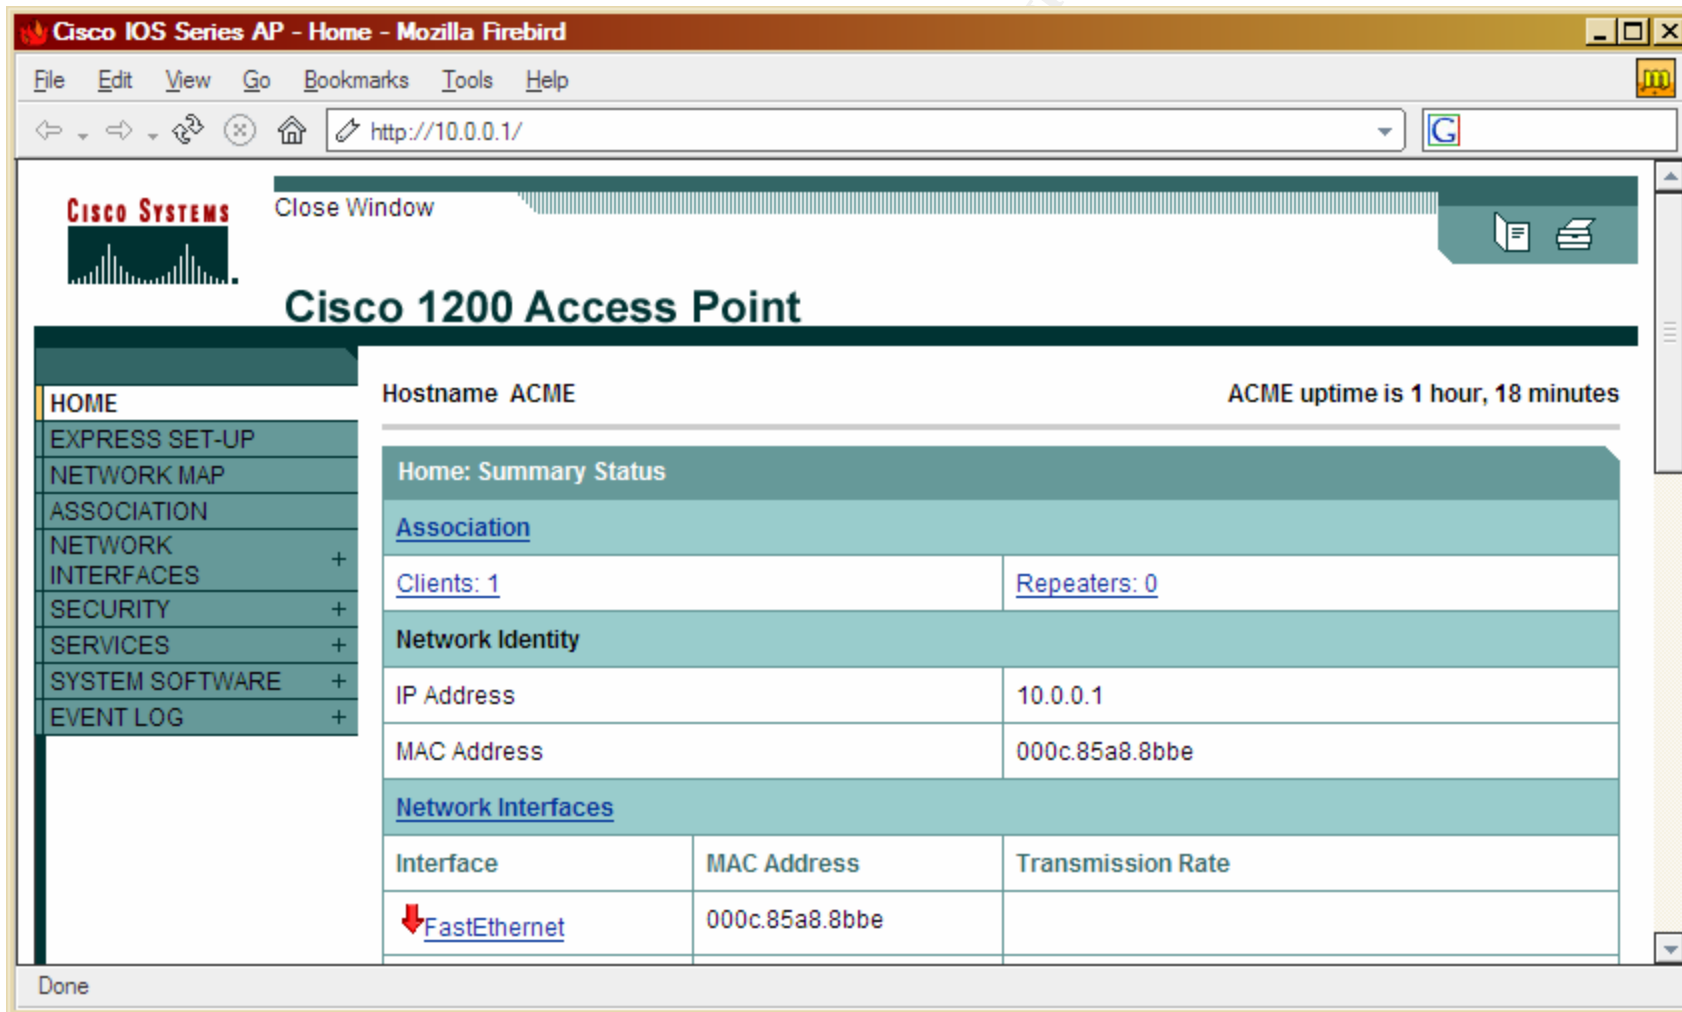 Cisco IOS Series AP - Home - Mozilla Firebird
File Edit View Go Bookmarks Tools Help
http://10.0.0.1/
G
CISCO SYSTEMS
Close Window
Cisco 1200 Access Point
HOME
EXPRESS SET-UP
NETWORK MAP
ASSOCIATION
NETWORK
INTERFACES +
SECURITY +
SERVICES +
SYSTEM SOFTWARE +
EVENT LOG +
Hostname ACME
ACME uptime is 1 hour, 18 minutes
Home: Summary Status
Association
Clients: 1 Repeaters: 0
Network Identity
IP Address 10.0.0.1
MAC Address 000c.85a8.8bbe
Network Interfaces
Interface MAC Address Transmission Rate
FastEthernet 000c.85a8.8bbe
Done